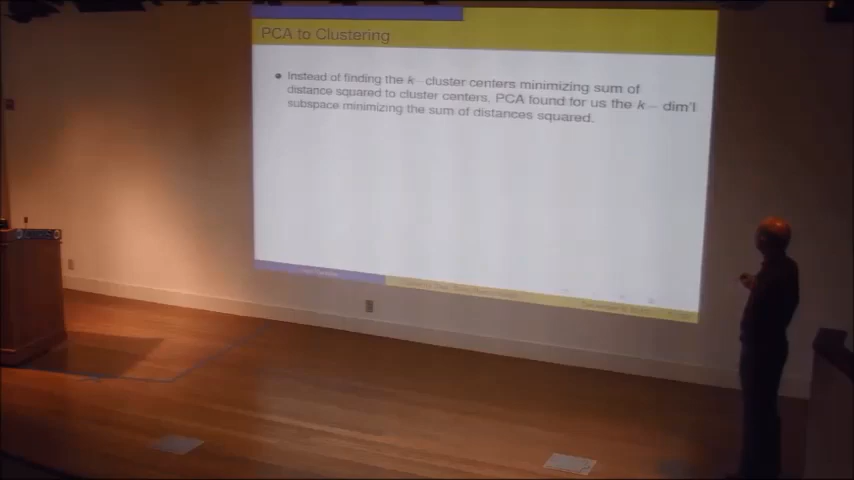 PCA to Clustering
Instead of finding the k− cluster centers minimizing sum of
distance squared to cluster centers, PCA found for us the k− dim'l
subspace minimizing the sum of distances squared.